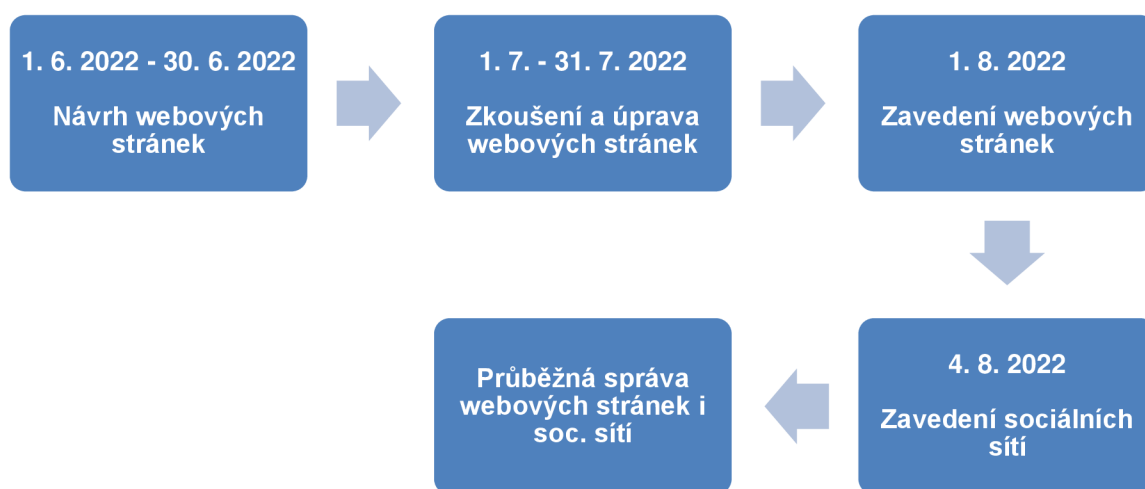 1. 6. 2022 - 30. 6. 2022
Návrh webových
stránek
1. 7. - 31. 7. 2022
Zkoušení a úprava
webových stránek
1. 8. 2022
Zavedení webových
stránek
4. 8. 2022
Zavedení sociálních
sítí
Průběžná správa
webových stránek i
soc. sítí